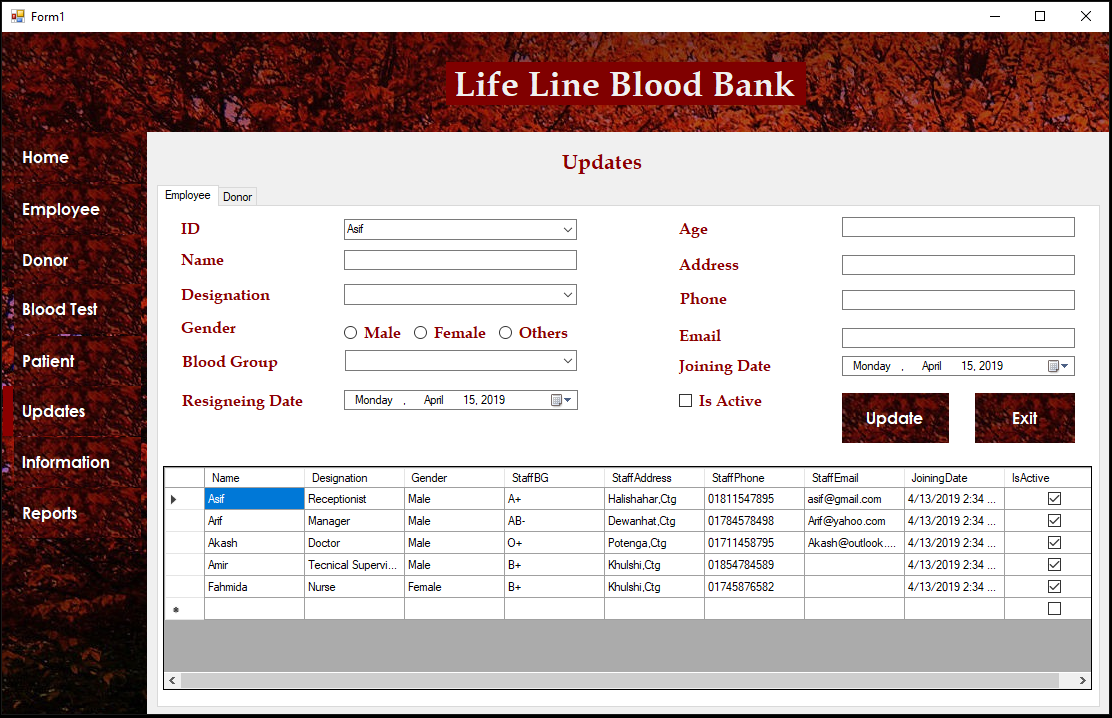 Form1
Life Line Blood Bank
Home
Employee
Donor
Blood Test
Patient
Updates
Information
Reports
Updates
Employee Donor
ID Asif
Name
Designation
Gender Male Female Others
Blood Group
Resigneing Date Monday , April 15, 2019
Age
Address
Phone
Email
Joining Date Monday , April 15, 2019
Is Active
Update Exit
Name Designation Gender StaffBG StaffAddress StaffPhone StaffEmail JoiningDate IsActive
Asif Receptionist Male A+ Halishahar,Ctg 01811547895 asif@gmail.com 4/13/2019 2:34 ...
Arif Manager Male AB- Dewanhat,Ctg 01784578498 Arif@yahoo.com 4/13/2019 2:34 ...
Akash Doctor Male O+ Potenga,Ctg 01711458795 Akash@outlook.... 4/13/2019 2:34 ...
Amir Tecnical Supervi... Male B+ Khulshi,Ctg 01854784589 4/13/2019 2:34 ...
Fahmida Nurse Female B+ Khulshi,Ctg 01745876582 4/13/2019 2:34 ...